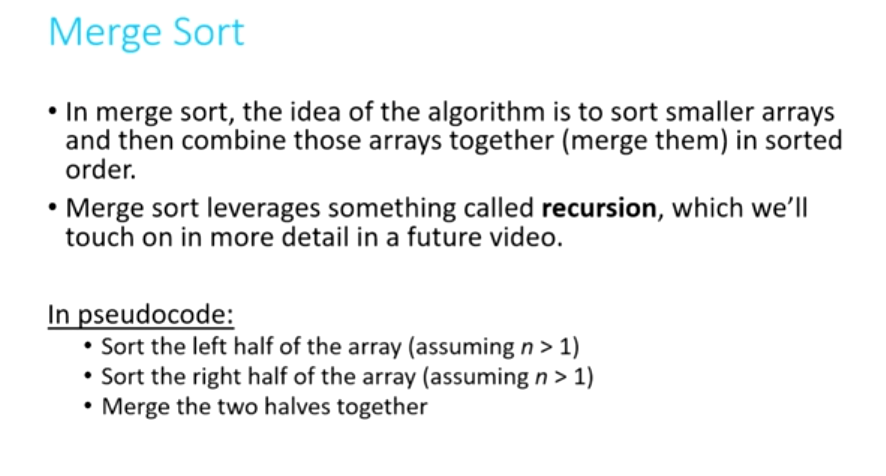 Merge Sort
• In merge sort, the idea of the algorithm is to sort smaller arrays
and then combine those arrays together (merge them) in sorted
order.
• Merge sort leverages something called recursion, which we’ll
touch on in more detail in a future video.
In pseudocode:
• Sort the left half of the array (assuming n > 1)
• Sort the right half of the array (assuming n > 1)
• Merge the two halves together